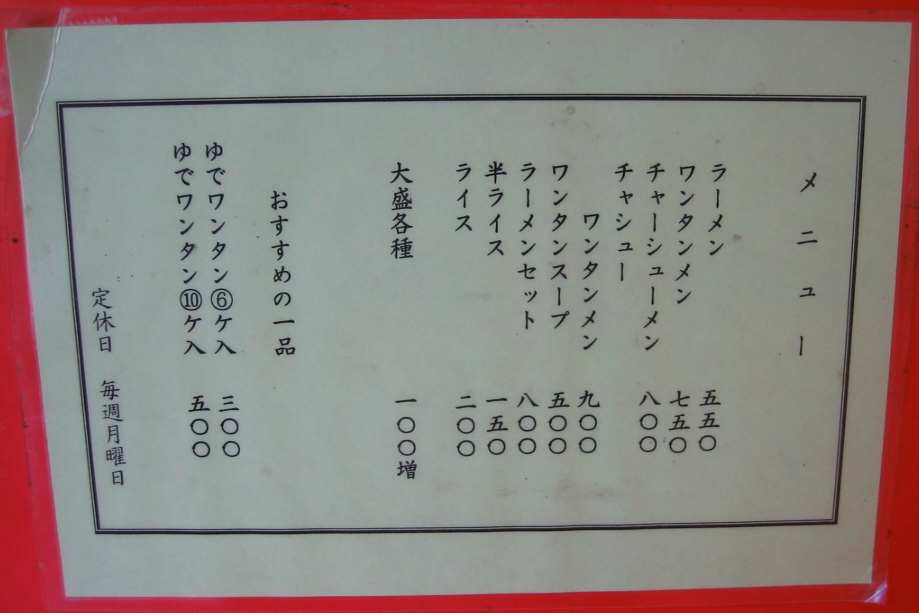 メニュー
ラーメン 五五〇
ワンタンメン 七五〇
チャーシューメン 八〇〇
チャシュー
ワンタンメン 九〇〇
ワンタンスープ 五〇〇
ラーメンセット 八〇〇
半ライス 一五〇
ライス 二〇〇
大盛各種 一〇〇増
おすすめの一品
ゆでワンタン⑥ケ入 三〇〇
ゆでワンタン⑩ケ入 五〇〇
定休日 毎週月曜日